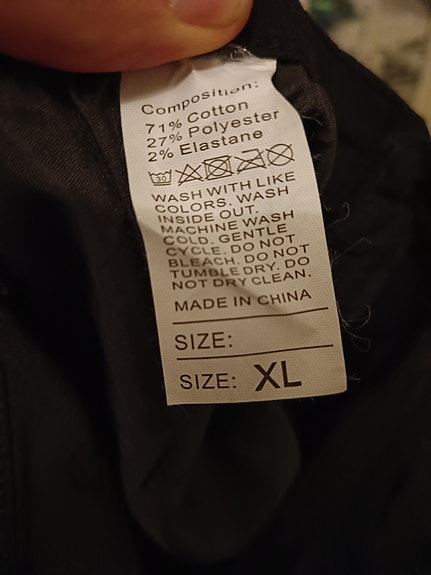 Composition:
71% Cotton
27% Polyester
2% Elastane
30
WASH WITH LIKE
COLORS. WASH
INSIDE OUT.
MACHINE WASH
COLD. GENTLE
CYCLE. DO NOT
BLEACH. DO NOT
TUMBLE DRY. DO
NOT DRY CLEAN.
MADE IN CHINA
SIZE:
SIZE: XL